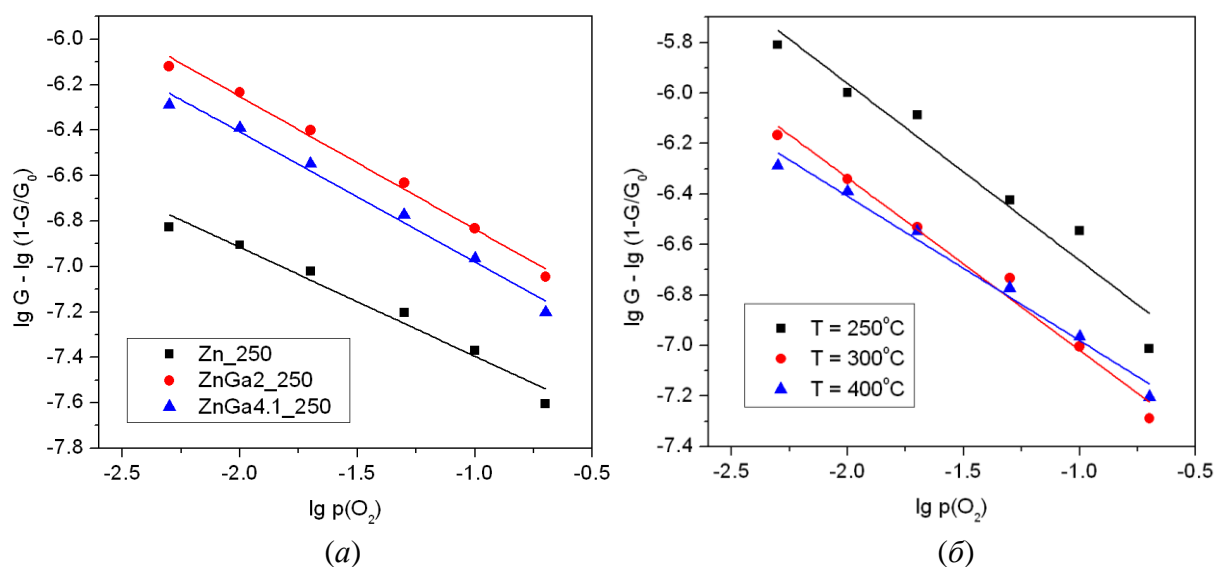 lg G - lg (1-G/G₀)
-6.0
-6.2
-6.4
-6.6
-6.8
-7.0
-7.2
-7.4
-7.6
-7.8
Zn_250
ZnGa2_250
ZnGa4.1_250
-2.5 -2.0 -1.5 -1.0 -0.5
lg p(O₂)
(а)
lg G - lg (1-G/G₀)
-5.8
-6.0
-6.2
-6.4
-6.6
-6.8
-7.0
-7.2
-7.4
T = 250°C
T = 300°C
T = 400°C
-2.5 -2.0 -1.5 -1.0 -0.5
lg p(O₂)
(б)